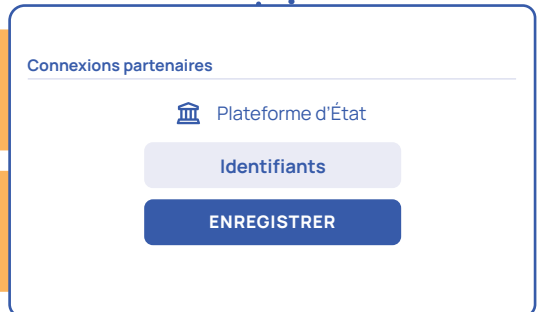 Connexions partenaires
Plateforme d'État
Identifiants
ENREGISTRER